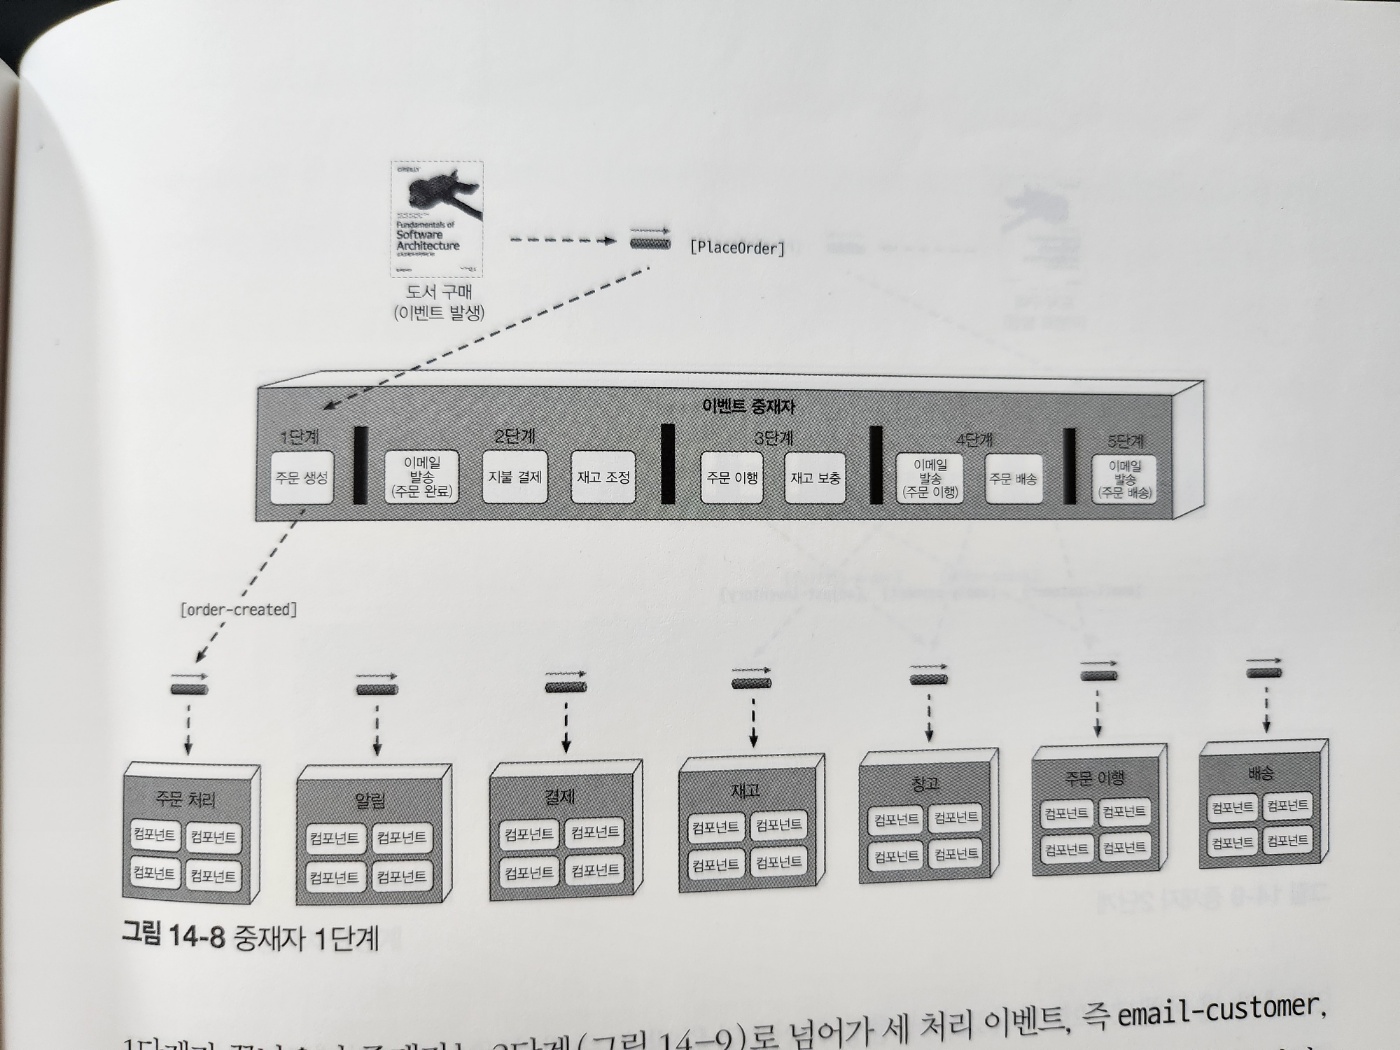 O'REILLY
Fundamentals of
Software
Architecture
[PlaceOrder]
도서 구매
(이벤트 발생)
이벤트 중재자
1단계
2단계
3단계
4단계
5단계
주문 생성
이메일
발송
(주문 완료)
지불 결제
재고 조정
주문 이행
재고 보충
이메일
발송
(주문 이행)
주문 배송
이메일
발송
(주문 배송)
[order-created]
주문 처리
컴포넌트 컴포넌트
컴포넌트 컴포넌트
알림
컴포넌트 컴포넌트
컴포넌트 컴포넌트
결제
컴포넌트 컴포넌트
컴포넌트 컴포넌트
재고
컴포넌트 컴포넌트
컴포넌트 컴포넌트
창고
컴포넌트 컴포넌트
컴포넌트 컴포넌트
주문 이행
컴포넌트 컴포넌트
컴포넌트 컴포넌트
배송
컴포넌트 컴포넌트
컴포넌트 컴포넌트
그림 14-8 중재자 1단계
2단계(그림 14-9)로 넘어가 세 처리 이벤트, 즉 email-customer,